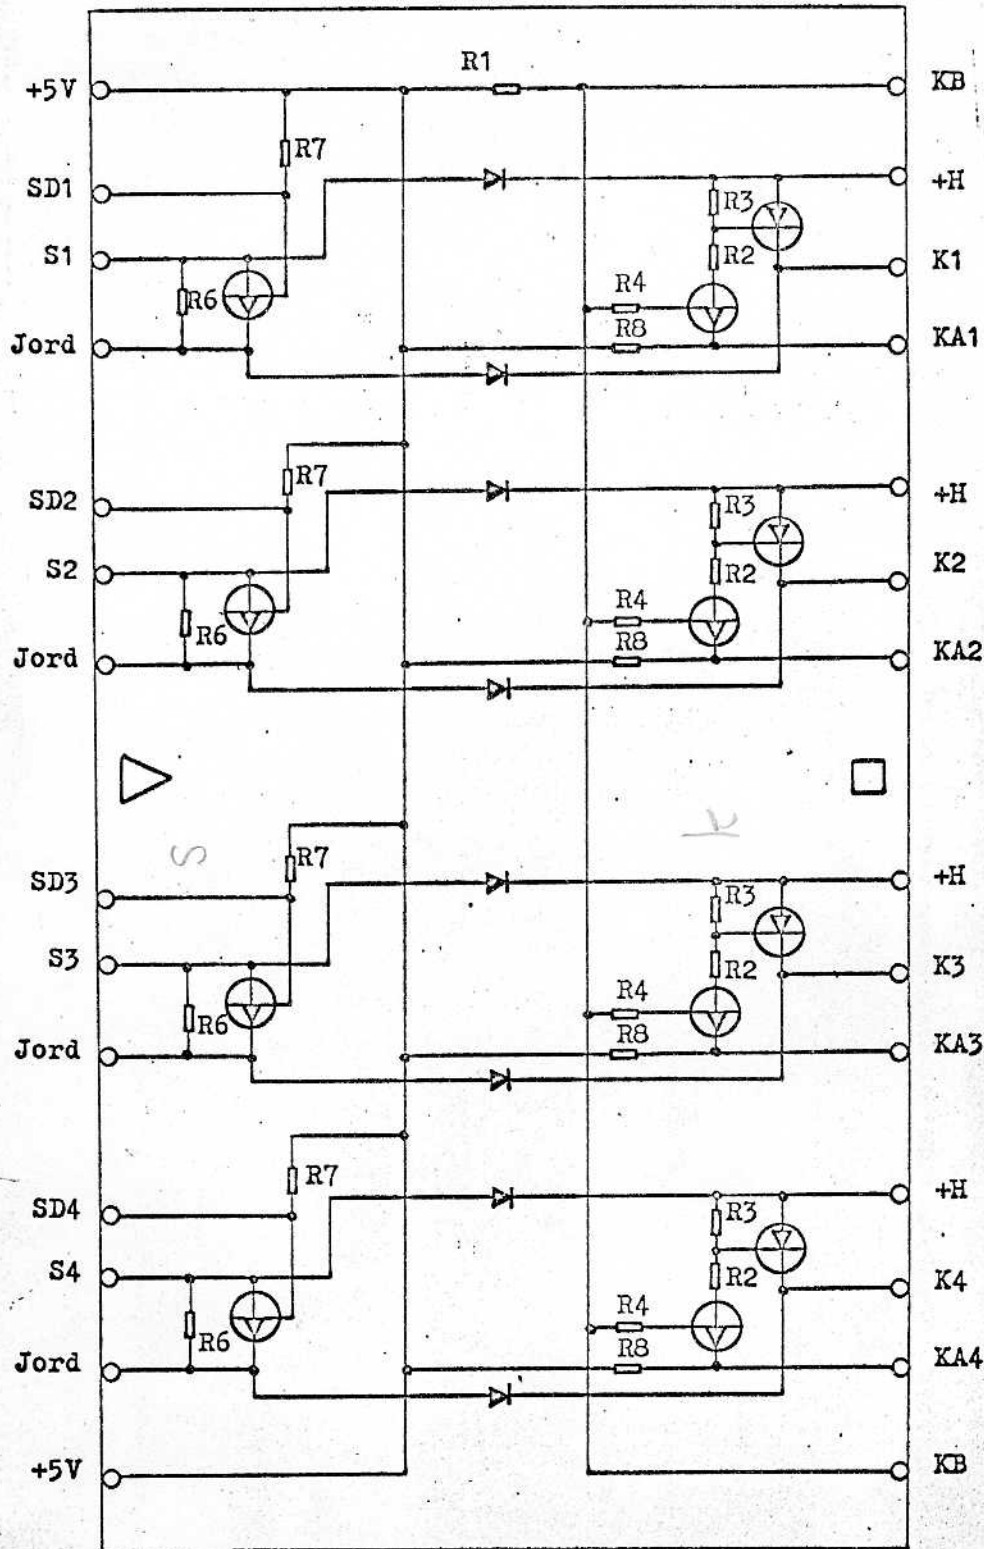 R1
+5V KB
R7
SD1 +H
R3
S1 R2 K1
R6 R4
R8
Jord KA1
R7
SD2 R3 +H
S2 R2 K2
R4
R6 R8
Jord KA2
S K
R7
SD3 R3 +H
S3 R2 K3
R4
R6
R8
Jord KA3
R7
SD4 R3 +H
S4 R2 K4
R4
R6 R8
Jord KA4
+5V KB